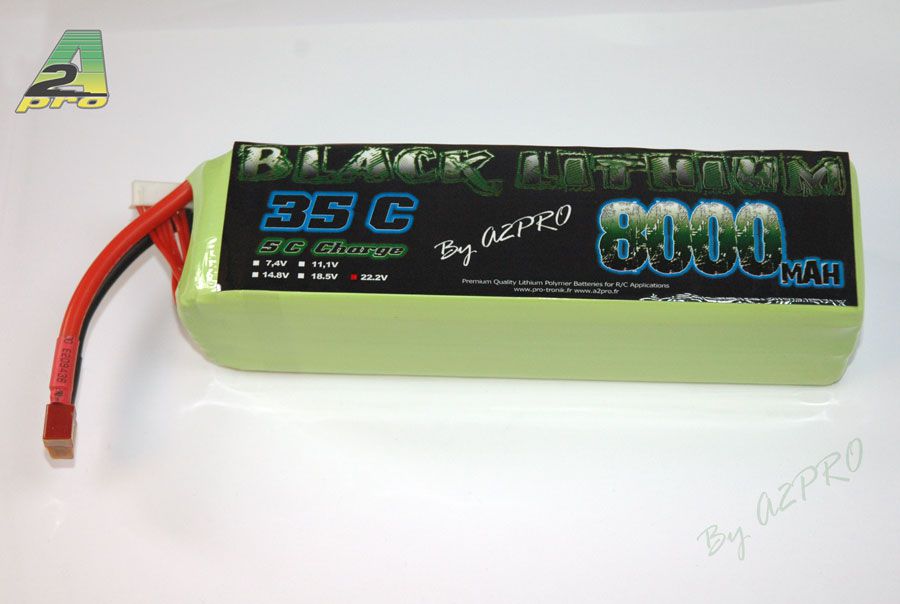 A2
pro
BLACK LITHIUM
35 C
5 C Charge
By A2PRO
8000 MAH
7,4V 11,1V
14.8V 18.5V 22.2V
Premium Quality Lithium Polymer Batteries for R/C Applications
www.pro-tronik.fr www.a2pro.fr
E209436
By A2PRO